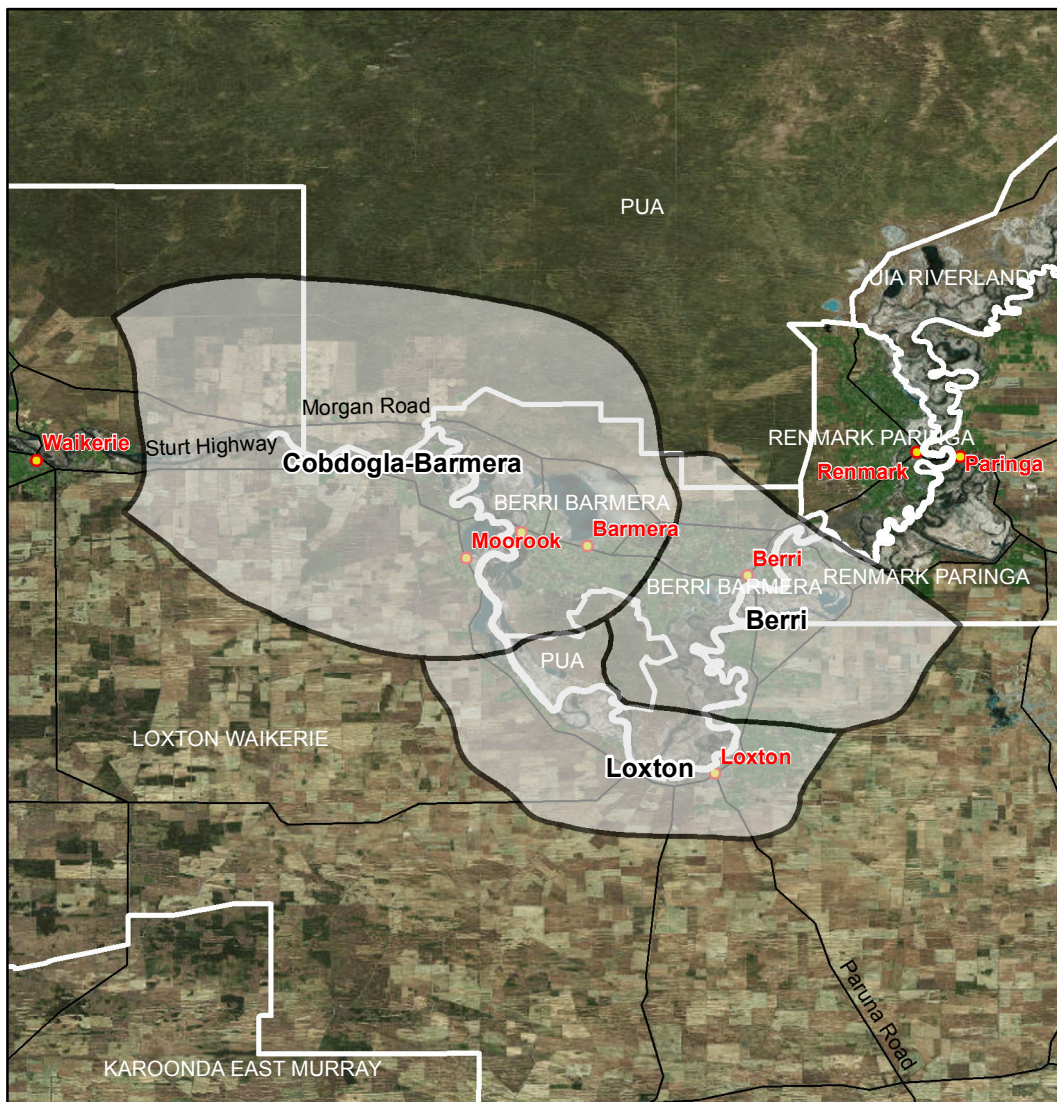 PUA
UIA RIVERLAND
Morgan Road
Waikerie
Sturt Highway
RENMARK PARINGA
Cobdogla-Barmera
Renmark
Paringa
BERRI BARMERA
Barmera
Moorook
Berri
BERRI BARMERA
RENMARK PARINGA
Berri
PUA
LOXTON WAIKERIE
Loxton
Loxton
Paruna Road
KAROONDA EAST MURRAY